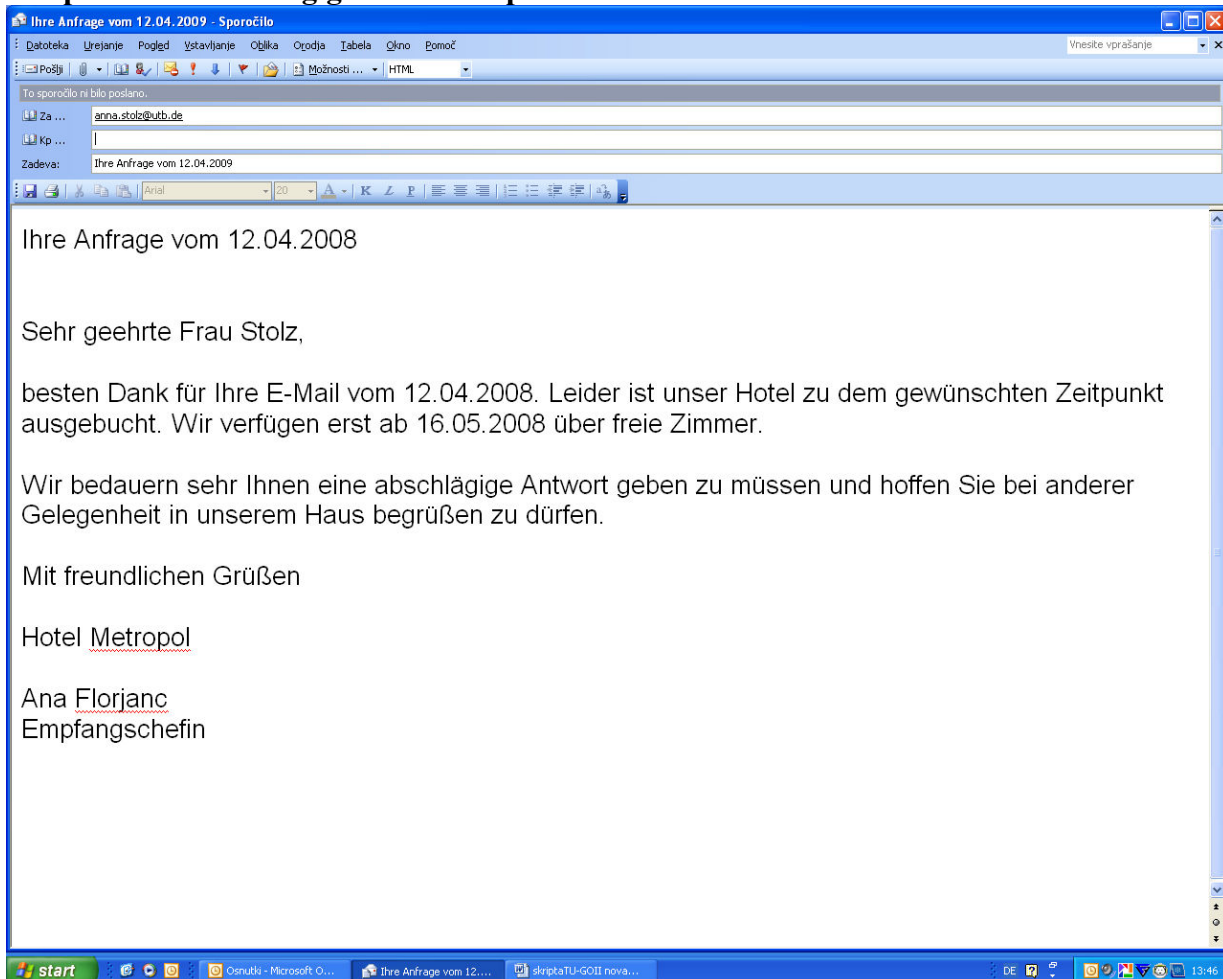 Ihre Anfrage vom 12.04.2009 - Sporočilo
Datoteka Urejanje Pogled Vstavljanje Oblika Orodja Tabela Okno Pomoč Vnesite vprašanje
Pošlji Možnosti ... HTML
To sporočilo ni bilo poslano.
Za ... anna.stolz@utb.de
Kp ...
Zadeva: Ihre Anfrage vom 12.04.2009
Arial 20 A K L P
Ihre Anfrage vom 12.04.2008
Sehr geehrte Frau Stolz,
besten Dank für Ihre E-Mail vom 12.04.2008. Leider ist unser Hotel zu dem gewünschten Zeitpunkt
ausgebucht. Wir verfügen erst ab 16.05.2008 über freie Zimmer.
Wir bedauern sehr Ihnen eine abschlägige Antwort geben zu müssen und hoffen Sie bei anderer
Gelegenheit in unserem Haus begrüßen zu dürfen.
Mit freundlichen Grüßen
Hotel Metropol
Ana Florjanc
Empfangschefin
start Osnutki - Microsoft O... Ihre Anfrage vom 12.... skriptaTU-GOII nova... DE 13:46